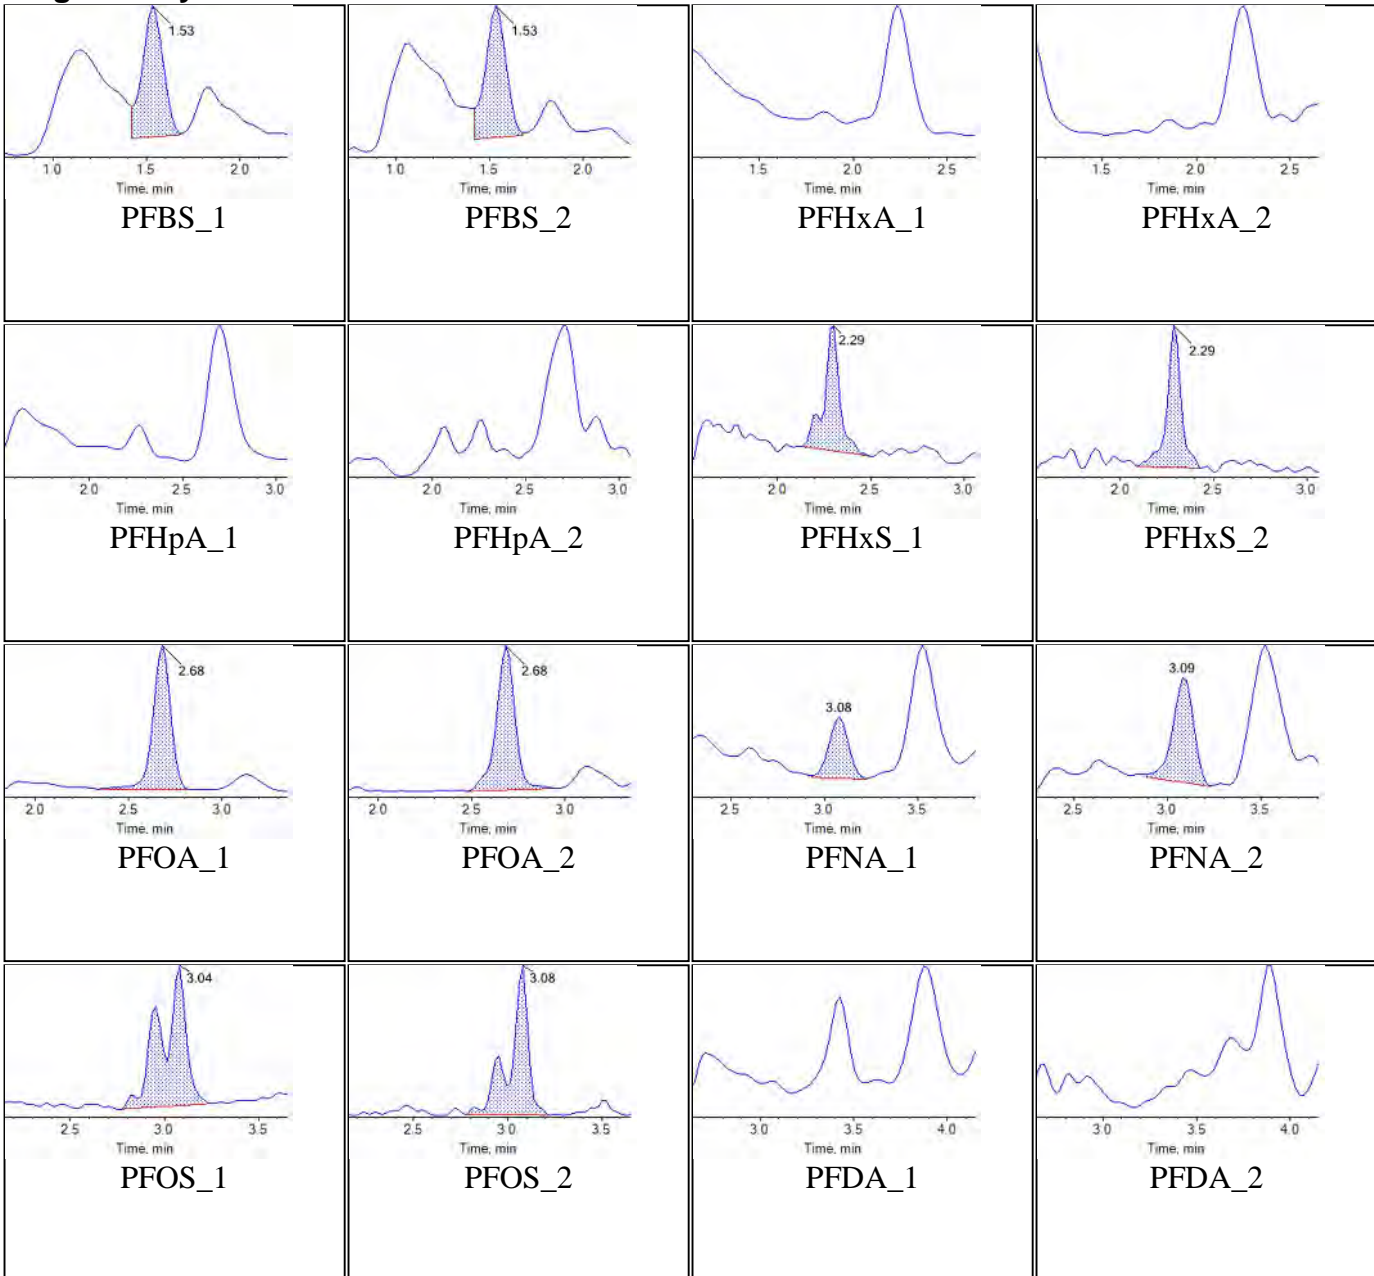 1.53 1.53
1.0 1.5 2.0 1.0 1.5 2.0 1.5 2.0 2.5 1.5 2.0 2.5
Time, min Time, min Time, min Time, min
PFBS_1 PFBS_2 PFHxA_1 PFHxA_2
2.29 2.29
2.0 2.5 3.0 2.0 2.5 3.0 2.0 2.5 3.0 2.0 2.5 3.0
Time, min Time, min Time, min Time, min
PFHpA_1 PFHpA_2 PFHxS_1 PFHxS_2
2.68 2.68 3.08 3.09
2.0 2.5 3.0 2.0 2.5 3.0 2.5 3.0 3.5 2.5 3.0 3.5
Time, min Time, min Time, min Time, min
PFOA_1 PFOA_2 PFNA_1 PFNA_2
3.04 3.08
2.5 3.0 3.5 2.5 3.0 3.5 3.0 3.5 4.0 3.0 3.5 4.0
Time, min Time, min Time, min Time, min
PFOS_1 PFOS_2 PFDA_1 PFDA_2